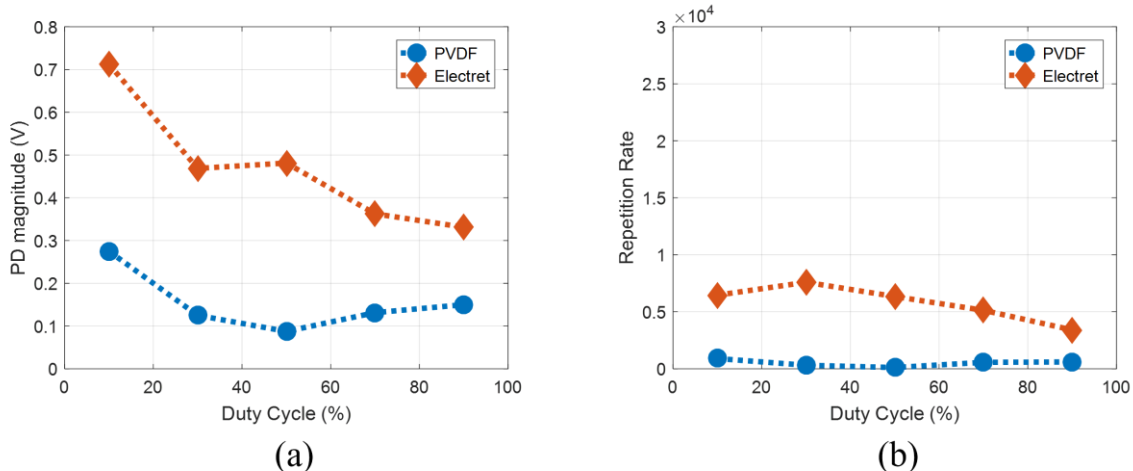 0.8
0.7
0.6
0.5
0.4
0.3
0.2
0.1
0
PD magnitude (V)
0 20 40 60 80 100
Duty Cycle (%)
PVDF
Electret
(a)
×10⁴
3
2.5
2
1.5
1
0.5
0
Repetition Rate
0 20 40 60 80 100
Duty Cycle (%)
PVDF
Electret
(b)